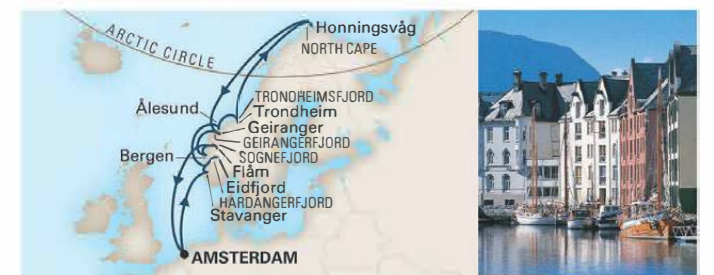 ARCTIC CIRCLE
Honningsvåg
NORTH CAPE
TRONDHEIMSFJORD
Ålesund
Trondheim
Geiranger
GEIRANGERFJORD
Bergen
SOGNEFJORD
Flåm
Eidfjord
HARDANGERFJORD
Stavanger
AMSTERDAM